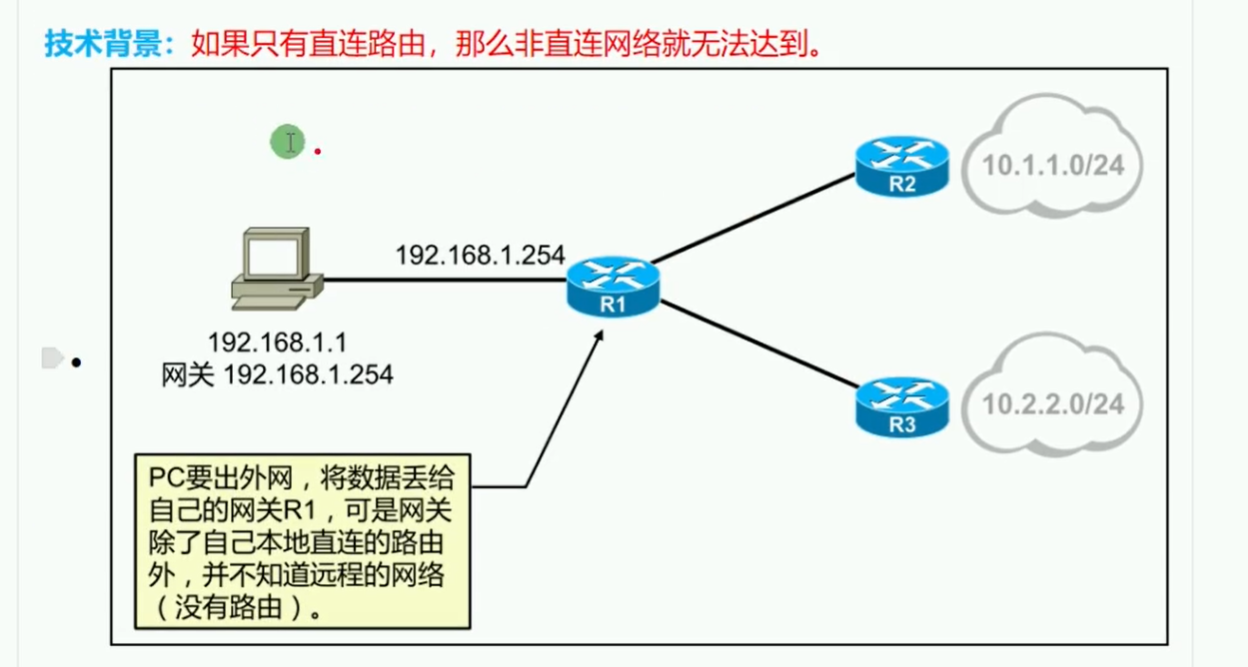 技术背景：如果只有直连路由，那么非直连网络就无法达到。
R2
10.1.1.0/24
192.168.1.254
R1
192.168.1.1
网关 192.168.1.254
R3
10.2.2.0/24
PC要出外网，将数据丢给
自己的网关R1，可是网关
除了自己本地直连的路由
外，并不知道远程的网络
（没有路由）。